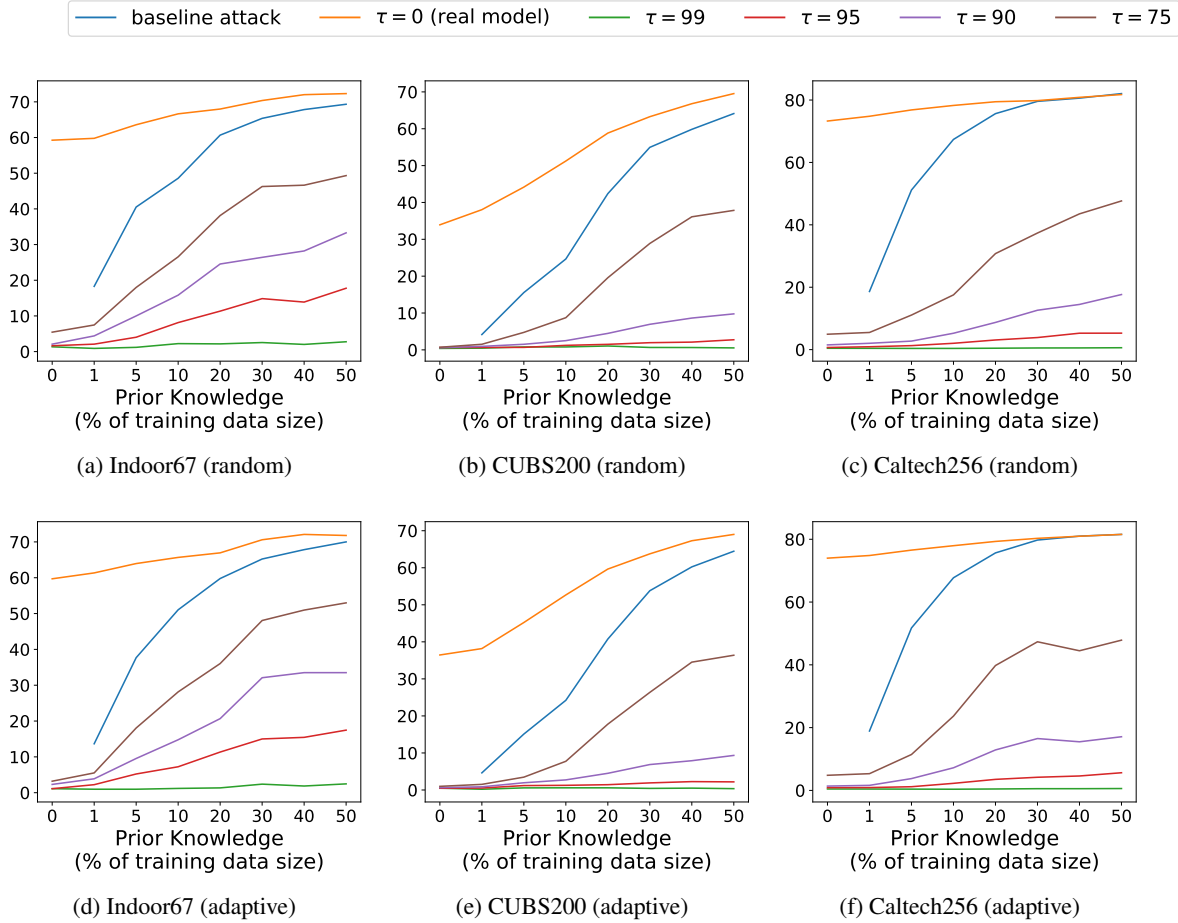 baseline attack τ = 0 (real model) τ = 99 τ = 95 τ = 90 τ = 75
70
60
50
40
30
20
10
0
0 1 5 10 20 30 40 50
Prior Knowledge
(% of training data size)
(a) Indoor67 (random)
70
60
50
40
30
20
10
0
0 1 5 10 20 30 40 50
Prior Knowledge
(% of training data size)
(b) CUBS200 (random)
80
60
40
20
0
0 1 5 10 20 30 40 50
Prior Knowledge
(% of training data size)
(c) Caltech256 (random)
70
60
50
40
30
20
10
0
0 1 5 10 20 30 40 50
Prior Knowledge
(% of training data size)
(d) Indoor67 (adaptive)
70
60
50
40
30
20
10
0
0 1 5 10 20 30 40 50
Prior Knowledge
(% of training data size)
(e) CUBS200 (adaptive)
80
60
40
20
0
0 1 5 10 20 30 40 50
Prior Knowledge
(% of training data size)
(f) Caltech256 (adaptive)